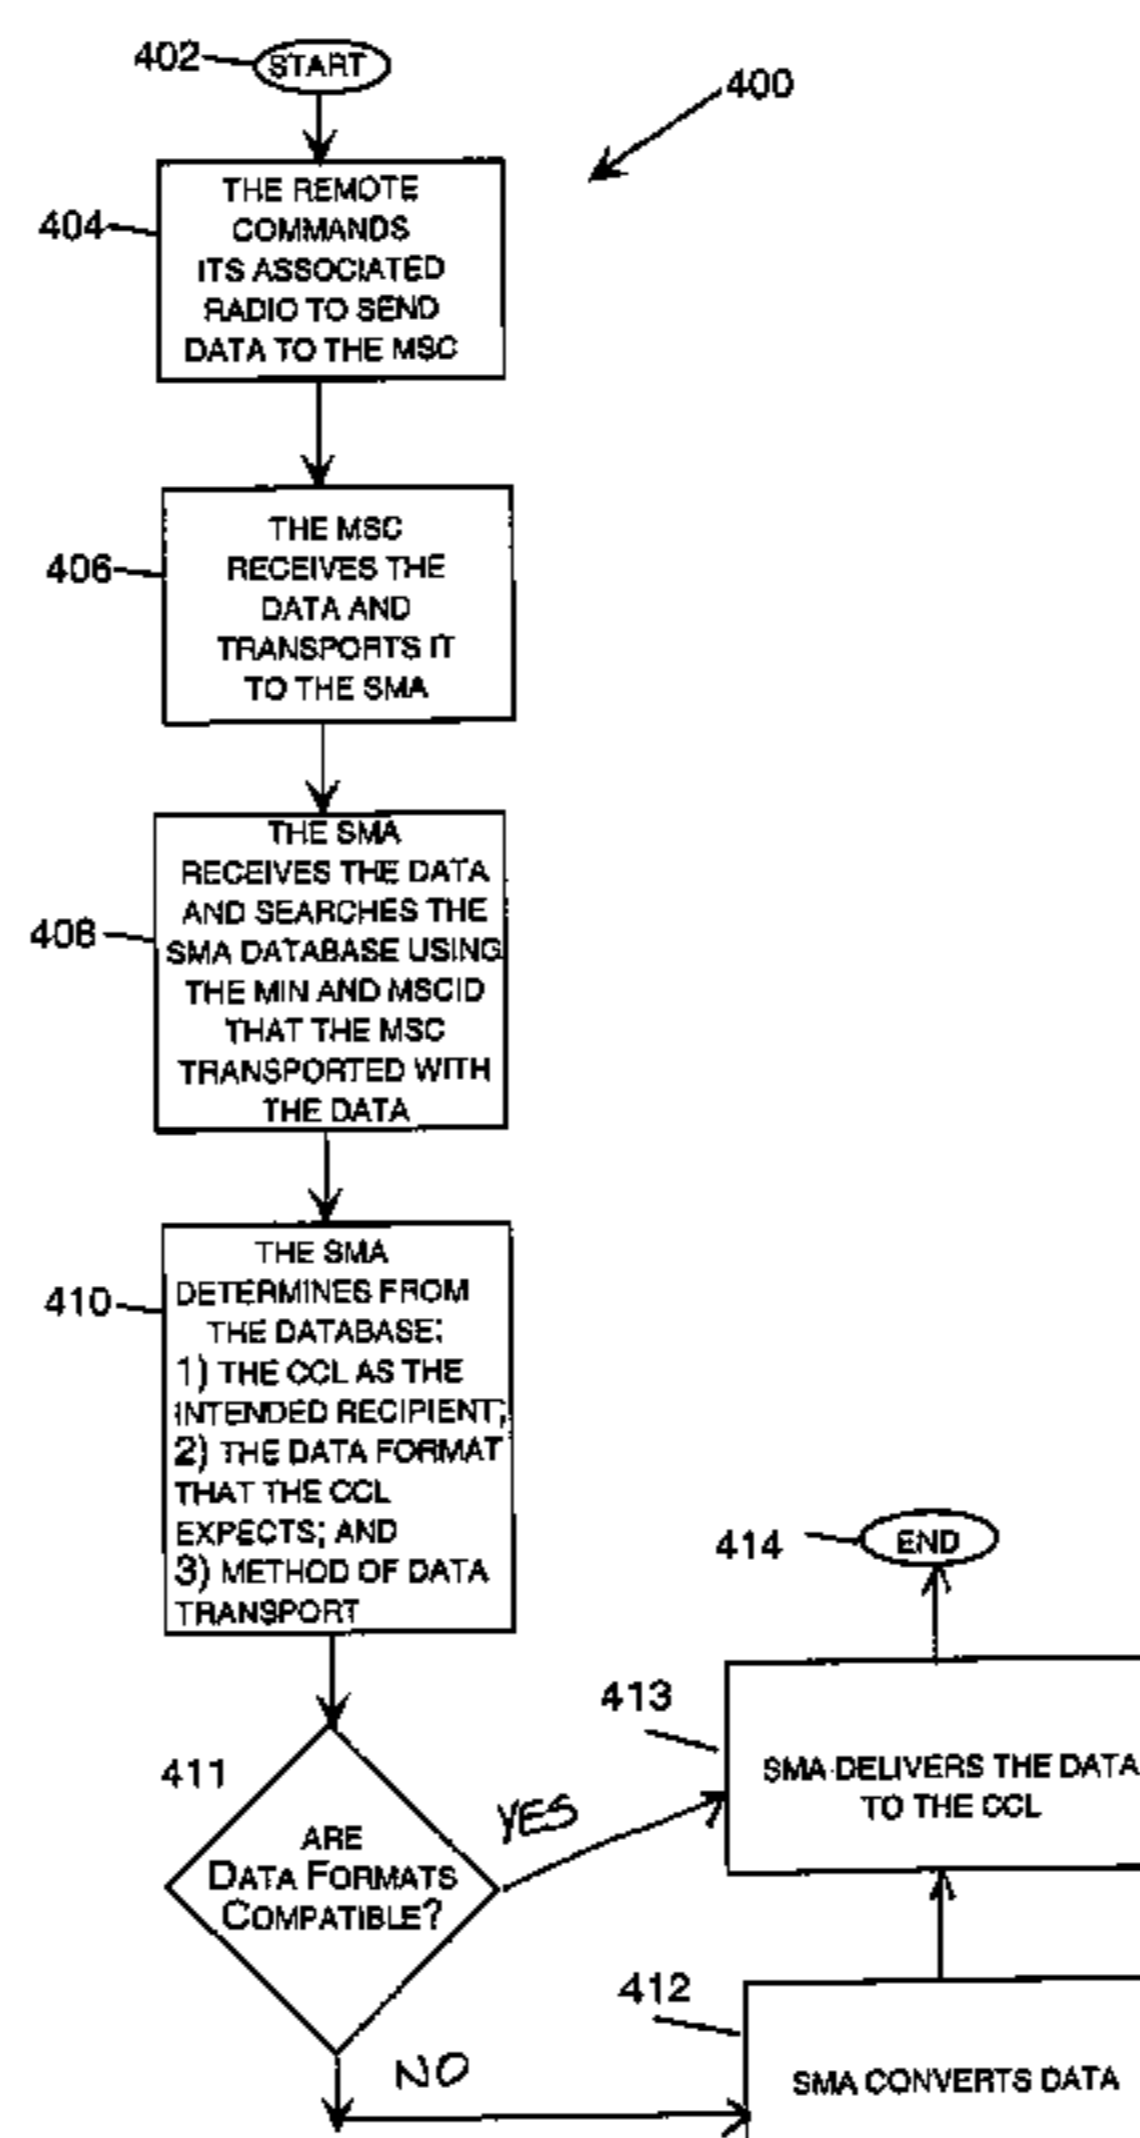 402
START
400
404
THE REMOTE
COMMANDS
ITS ASSOCIATED
RADIO TO SEND
DATA TO THE MSC
406
THE MSC
RECEIVES THE
DATA AND
TRANSPORTS IT
TO THE SMA
408
THE SMA
RECEIVES THE DATA
AND SEARCHES THE
SMA DATABASE USING
THE MIN AND MSCID
THAT THE MSC
TRANSPORTED WITH
THE DATA
410
THE SMA
DETERMINES FROM
THE DATABASE:
1) THE CCL AS THE
INTENDED RECIPIENT;
2) THE DATA FORMAT
THAT THE CCL
EXPECTS; AND
3) METHOD OF DATA
TRANSPORT
411
ARE
DATA FORMATS
COMPATIBLE?
YES
NO
414
END
413
SMA DELIVERS THE DATA
TO THE CCL
412
SMA CONVERTS DATA